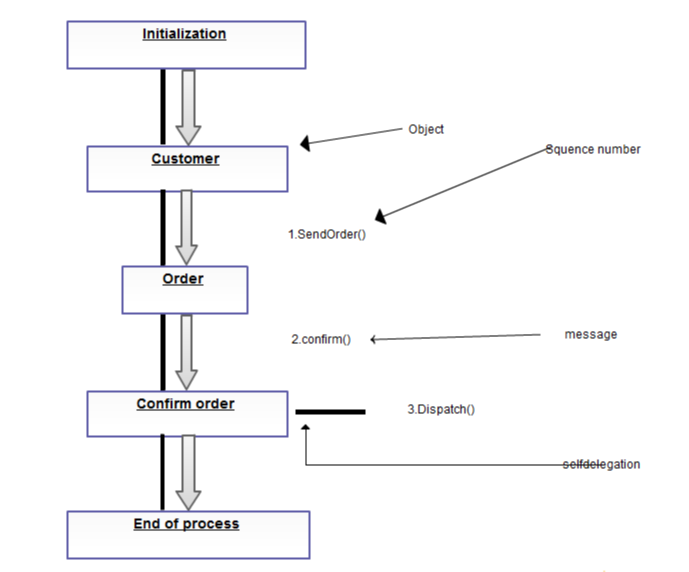 Initialization
Customer
Object
Squence number
1.SendOrder()
Order
2.confirm()
message
Confirm order
3.Dispatch()
selfdelegation
End of process